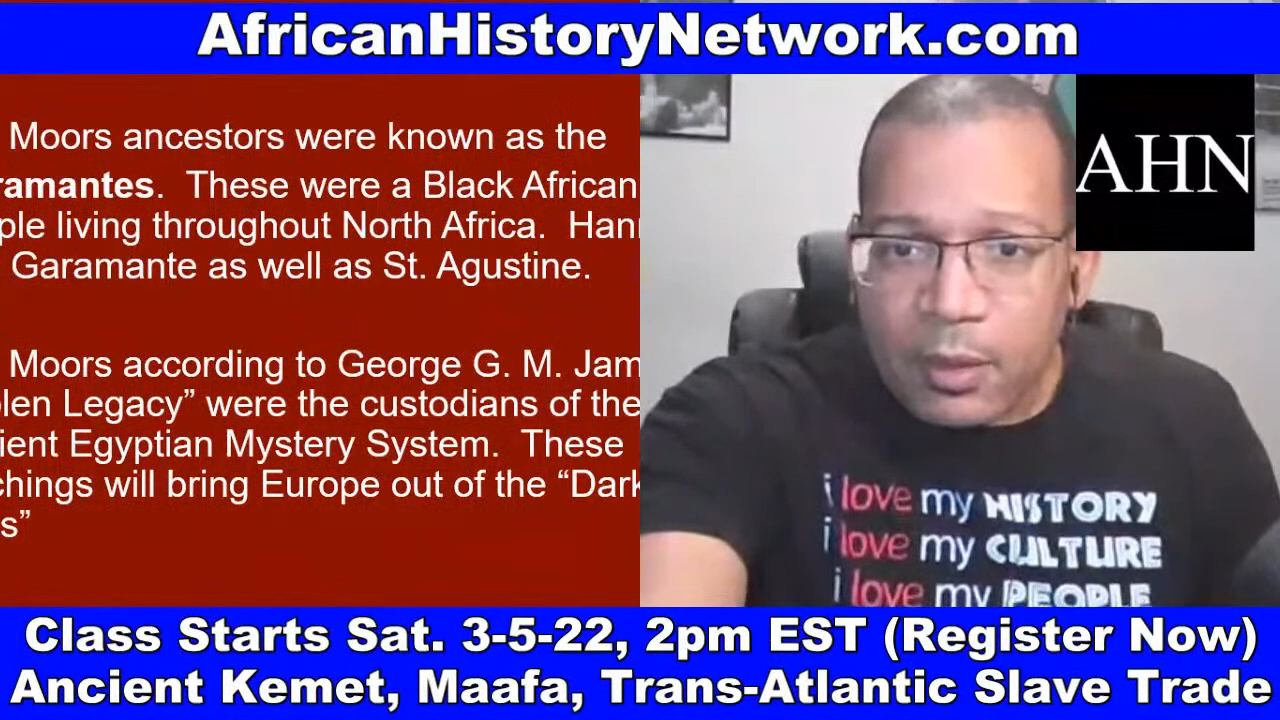 AfricanHistoryNetwork.com
Moors ancestors were known as the
ramantes. These were a Black African
ple living throughout North Africa. Han
Garamante as well as St. Agustine.
Moors according to George G. M. Jam
len Legacy” were the custodians of the
ient Egyptian Mystery System. These
chings will bring Europe out of the “Dark
s”
AHN
i love my HISTORY
i love my CULTURE
i love my PEOPLE
Class Starts Sat. 3-5-22, 2pm EST (Register Now)
Ancient Kemet, Maafa, Trans-Atlantic Slave Trade